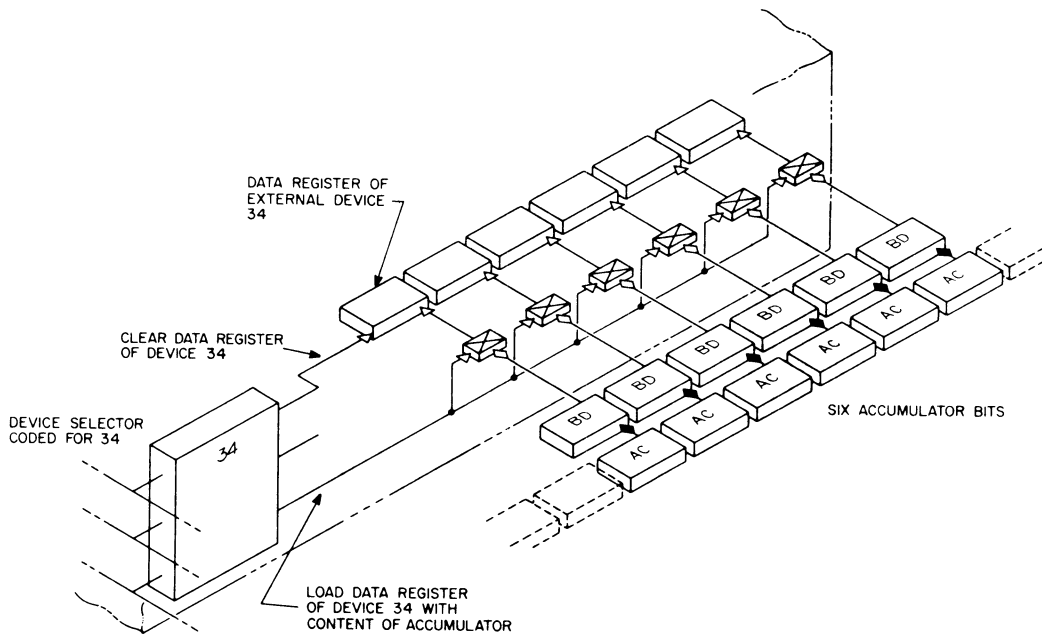 DATA REGISTER OF
EXTERNAL DEVICE
34
CLEAR DATA REGISTER
OF DEVICE 34
DEVICE SELECTOR
CODED FOR 34
34
BD
BD
BD
BD
BD
BD
AC
AC
AC
AC
AC
AC
SIX ACCUMULATOR BITS
LOAD DATA REGISTER
OF DEVICE 34 WITH
CONTENT OF ACCUMULATOR